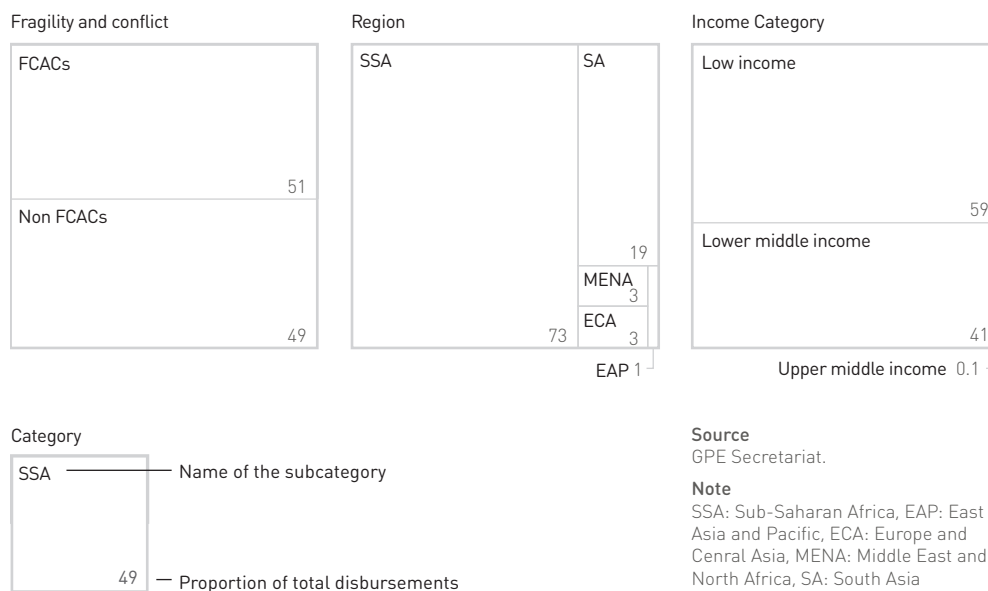 Fragility and conflict
FCACs
51
Non FCACs
49
Region
SSA
73
SA
19
MENA
3
ECA
3
EAP 1
Income Category
Low income
59
Lower middle income
41
Upper middle income 0.1
Category
SSA
Name of the subcategory
49
Proportion of total disbursements
Source
GPE Secretariat.
Note
SSA: Sub-Saharan Africa, EAP: East
Asia and Pacific, ECA: Europe and
Cenral Asia, MENA: Middle East and
North Africa, SA: South Asia